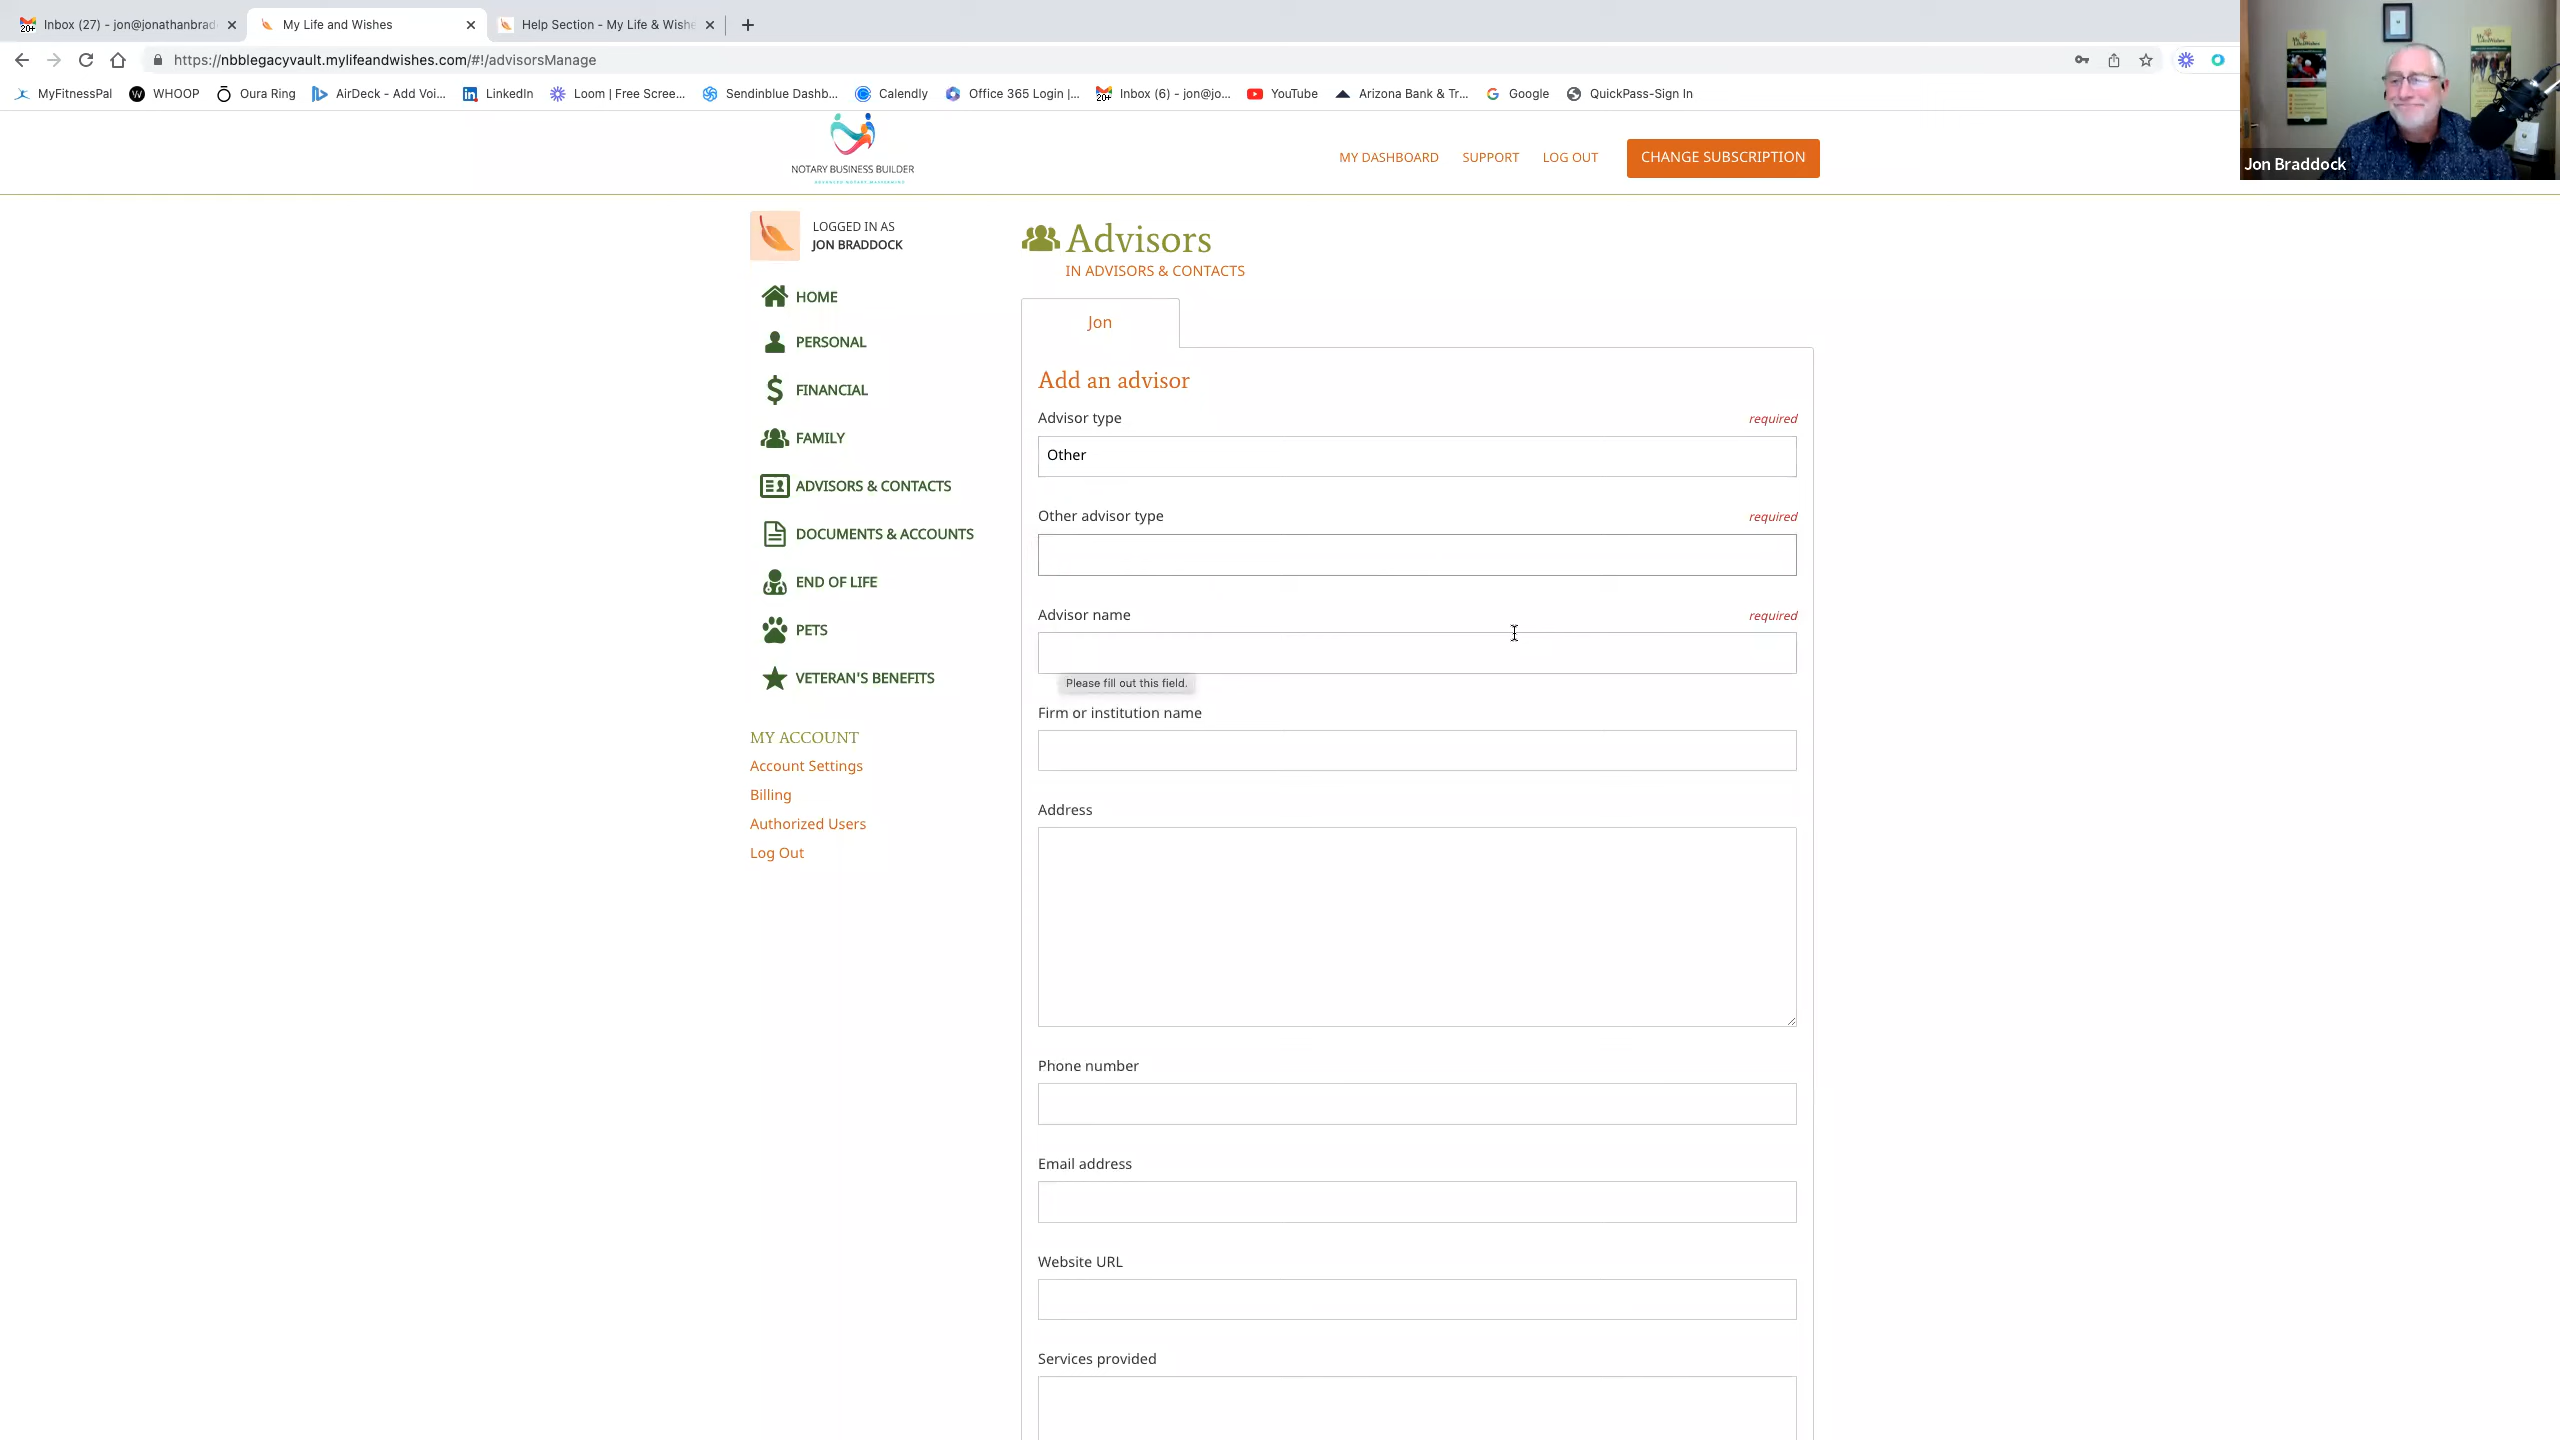 Inbox (27) - jon@jonathanbrad
My Life and Wishes
Help Section - My Life & Wishe
https://nbblegacyvault.mylifeandwishes.com/#!/advisorsManage
MyFitnessPal
WHOOP
Oura Ring
AirDeck - Add Voi...
LinkedIn
Loom | Free Scree...
Sendinblue Dashb...
Calendly
Office 365 Login |...
Inbox (6) - jon@jo...
YouTube
Arizona Bank & Tr...
Google
QuickPass-Sign In
Jon Braddock
NOTARY BUSINESS BUILDER
MY DASHBOARD
SUPPORT
LOG OUT
CHANGE SUBSCRIPTION
LOGGED IN AS
JON BRADDOCK
HOME
PERSONAL
FINANCIAL
FAMILY
ADVISORS & CONTACTS
DOCUMENTS & ACCOUNTS
END OF LIFE
PETS
VETERAN'S BENEFITS
MY ACCOUNT
Account Settings
Billing
Authorized Users
Log Out
Advisors
IN ADVISORS & CONTACTS
Jon
Add an advisor
Advisor type required
Other
Other advisor type required
Advisor name required
Please fill out this field.
Firm or institution name
Address
Phone number
Email address
Website URL
Services provided